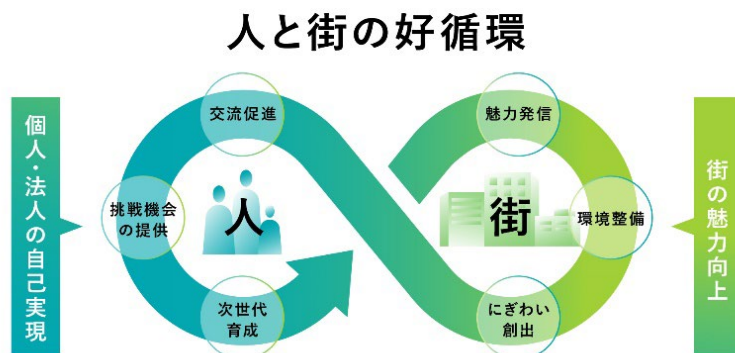 人と街の好循環
個人・法人の自己実現
交流促進
挑戦機会
の提供
人
次世代
育成
魅力発信
街
環境整備
にぎわい
創出
街の魅力向上